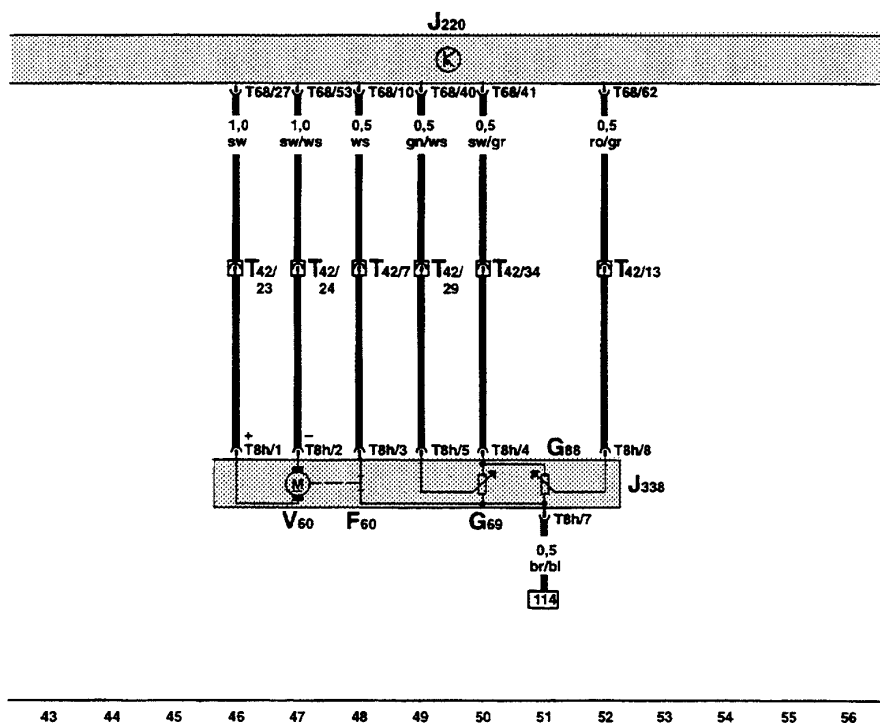 J220
K
T68/27 T68/53 T68/10 T68/40 T68/41 T68/62
1,0 1,0 0,5 0,5 0,5 0,5
sw sw/ws ws gn/ws sw/gr ro/gr
T42/ T42/ T42/7 T42/ T42/34 T42/13
23 24 29
+ − G88
T8h/1 T8h/2 T8h/3 T8h/5 T8h/4 T8h/8
M J338
V60 F60 G69 T8h/7
0,5
br/bl
114
43 44 45 46 47 48 49 50 51 52 53 54 55 56